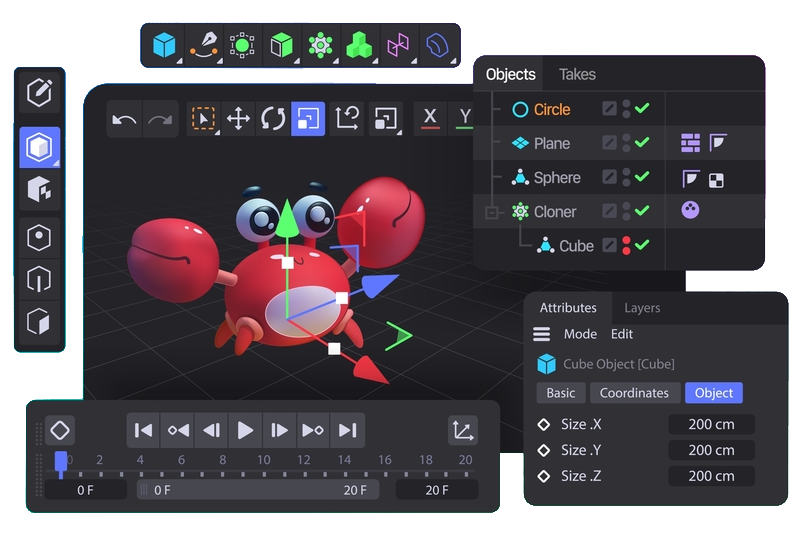 Objects Takes
X Y
Circle
Plane
Sphere
Cloner
Cube
Attributes Layers
Mode Edit
Cube Object [Cube]
Basic Coordinates Object
Size .X 200 cm
Size .Y 200 cm
Size .Z 200 cm
0 2 4 6 8 10 12 14 16 18 20
0 F 0 F 20 F 20 F